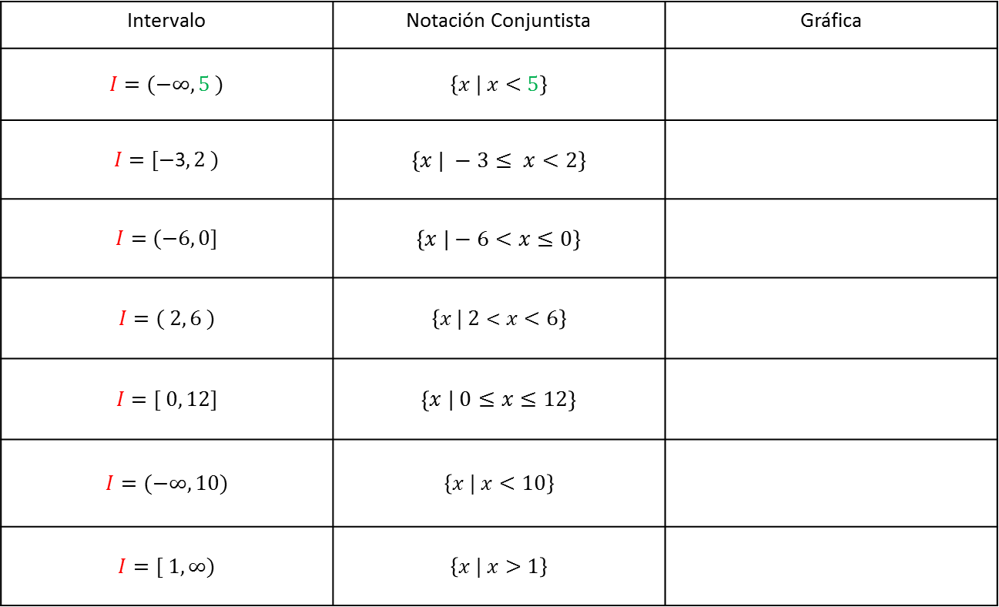 Intervalo Notación Conjuntista Gráfica
I = (−∞, 5 ) {x | x < 5}
I = [−3, 2 ) {x | − 3 ≤ x < 2}
I = (−6, 0] {x | − 6 < x ≤ 0}
I = ( 2, 6 ) {x | 2 < x < 6}
I = [ 0, 12] {x | 0 ≤ x ≤ 12}
I = (−∞, 10) {x | x < 10}
I = [ 1, ∞) {x | x > 1}